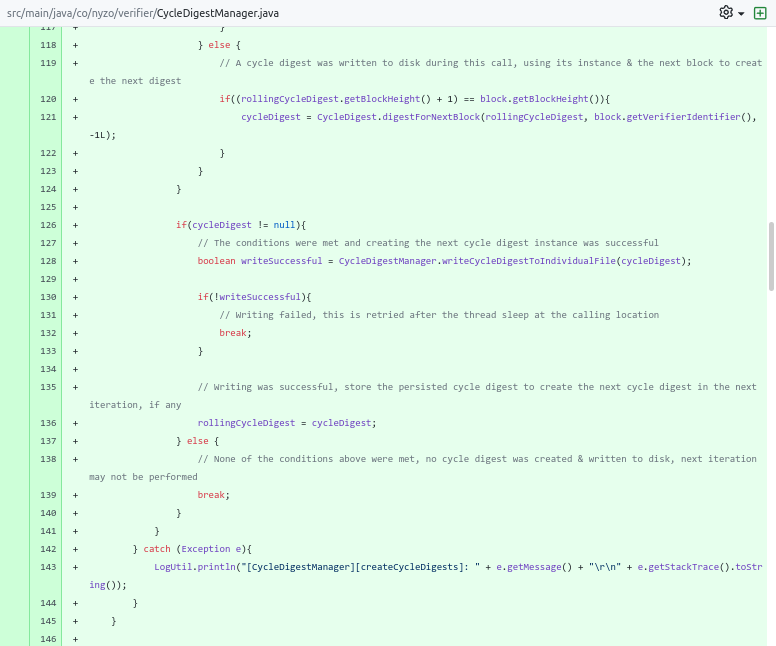 src/main/java/co/nyzo/verifier/CycleDigestManager.java
117 + }
118 + } else {
119 + // A cycle digest was written to disk during this call, using its instance & the next block to creat
e the next digest
120 + if((rollingCycleDigest.getBlockHeight() + 1) == block.getBlockHeight()){
121 + cycleDigest = CycleDigest.digestForNextBlock(rollingCycleDigest, block.getVerifierIdentifier(),
-1L);
122 + }
123 + }
124 + }
125 +
126 + if(cycleDigest != null){
127 + // The conditions were met and creating the next cycle digest instance was successful
128 + boolean writeSuccessful = CycleDigestManager.writeCycleDigestToIndividualFile(cycleDigest);
129 +
130 + if(!writeSuccessful){
131 + // Writing failed, this is retried after the thread sleep at the calling location
132 + break;
133 + }
134 +
135 + // Writing was successful, store the persisted cycle digest to create the next cycle digest in the next
iteration, if any
136 + rollingCycleDigest = cycleDigest;
137 + } else {
138 + // None of the conditions above were met, no cycle digest was created & written to disk, next iteration
may not be performed
139 + break;
140 + }
141 + }
142 + } catch (Exception e){
143 + LogUtil.println("[CycleDigestManager][createCycleDigests]: " + e.getMessage() + "\r\n" + e.getStackTrace().toStr
ing());
144 + }
145 + }
146 +